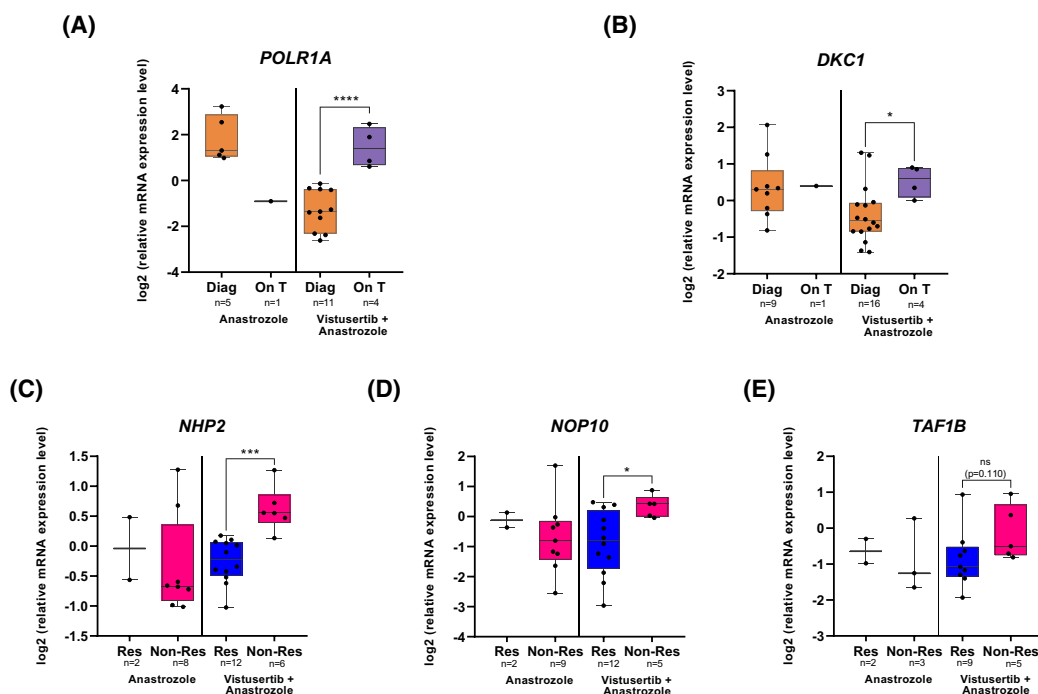 (A)
POLR1A
log2 (relative mRNA expression level)
4
2
0
-2
-4
****
Diag
On T
Diag
On T
n=5
n=1
n=11
n=4
Anastrozole
Vistusertib +
Anastrozole
(B)
DKC1
log2 (relative mRNA expression level)
3
2
1
0
-1
-2
*
Diag
On T
Diag
On T
n=9
n=1
n=16
n=4
Anastrozole
Vistusertib +
Anastrozole
(C)
NHP2
log2 (relative mRNA expression level)
1.5
1.0
0.5
0.0
-0.5
-1.0
-1.5
***
Res
Non-Res
Res
Non-Res
n=2
n=8
n=12
n=6
Anastrozole
Vistusertib +
Anastrozole
(D)
NOP10
log2 (relative mRNA expression level)
2
1
0
-1
-2
-3
-4
*
Res
Non-Res
Res
Non-Res
n=2
n=9
n=12
n=5
Anastrozole
Vistusertib +
Anastrozole
(E)
TAF1B
log2 (relative mRNA expression level)
2
1
0
-1
-2
-3
ns
(p=0.110)
Res
Non-Res
Res
Non-Res
n=2
n=3
n=9
n=5
Anastrozole
Vistusertib +
Anastrozole